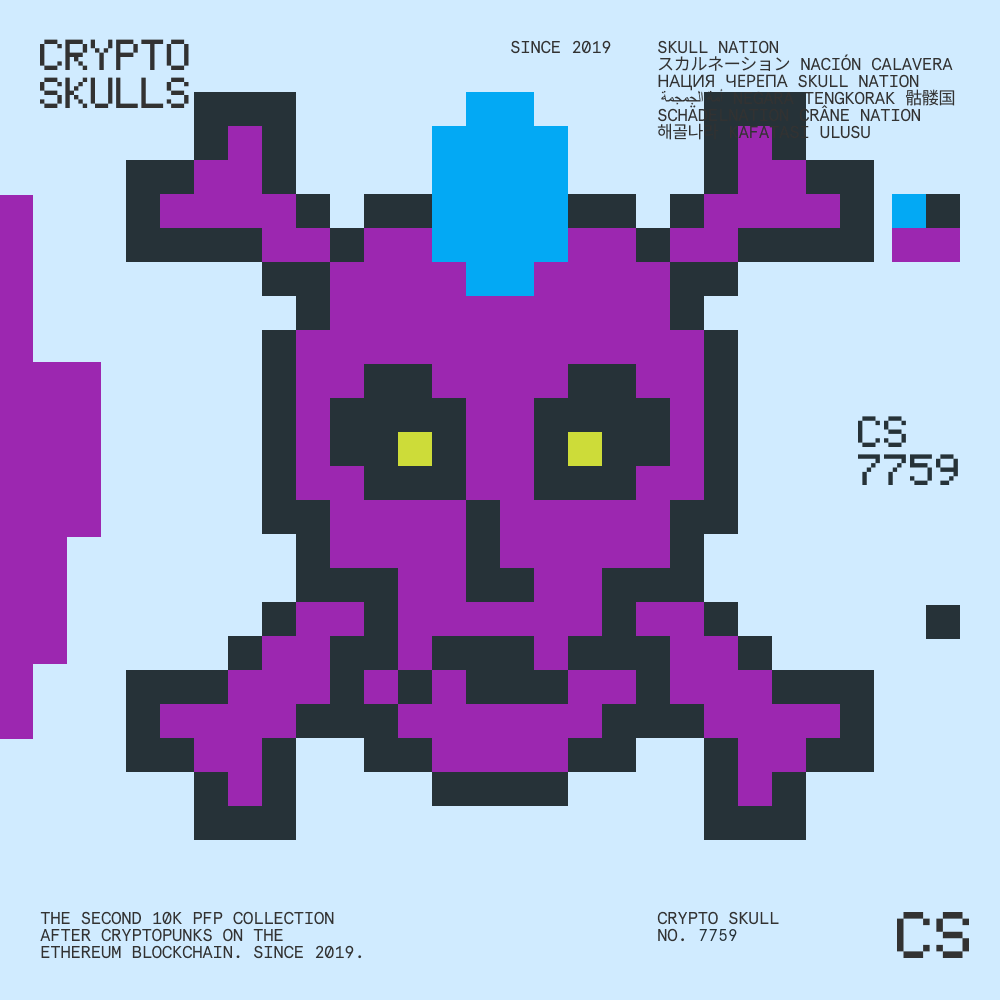 CRYPTO
SKULLS
SINCE 2019
SKULL NATION
スカルネーション NACIÓN CALAVERA
НАЦИЯ ЧЕРЕПА SKULL NATION
الجمجمة TENGKORAK 骷髅国
CRÂNE NATION
해골 ULUSU
CS
7759
THE SECOND 10K PFP COLLECTION
AFTER CRYPTOPUNKS ON THE
ETHEREUM BLOCKCHAIN. SINCE 2019.
CRYPTO SKULL
NO. 7759
CS